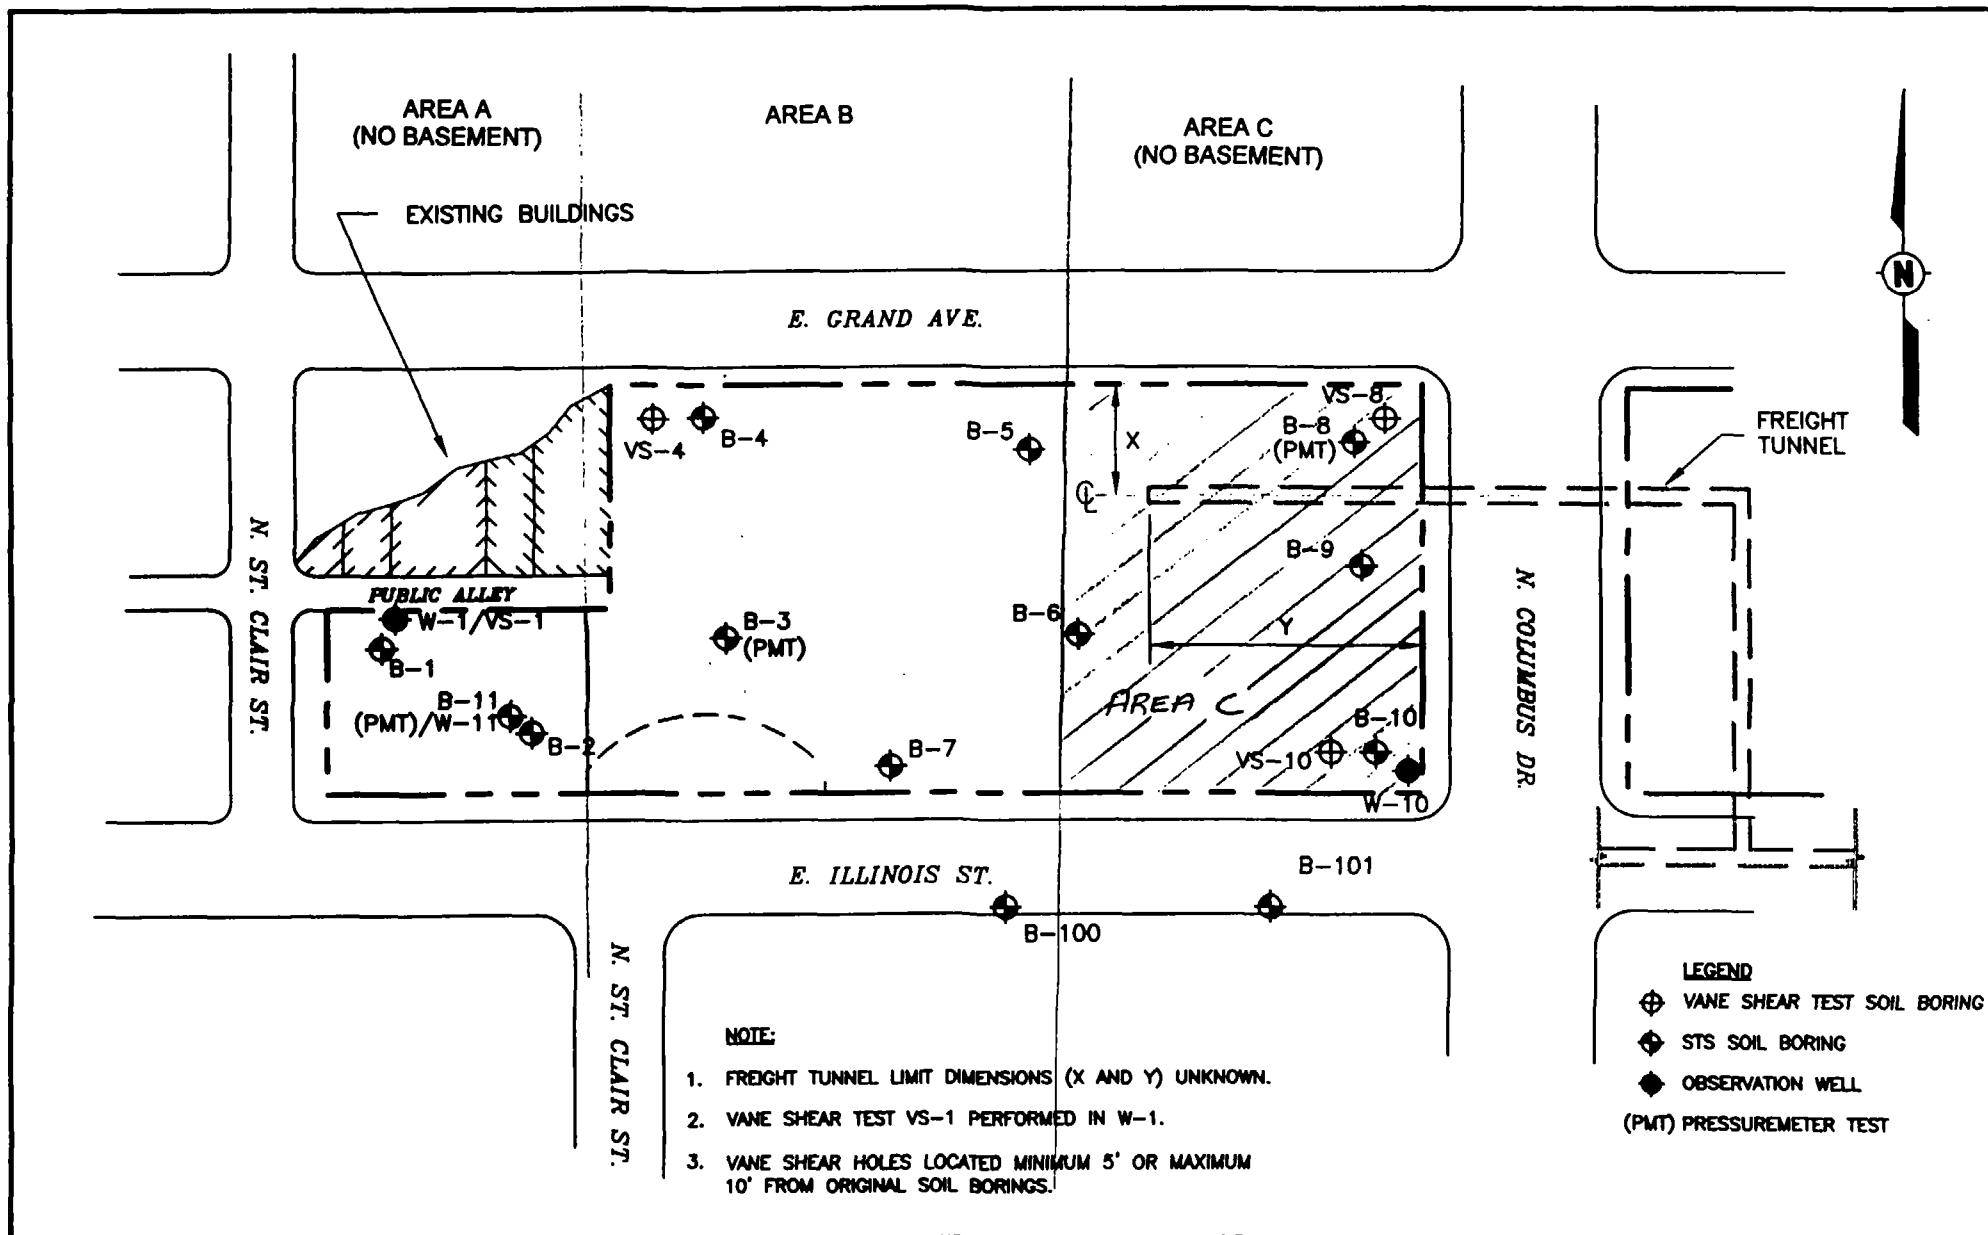 AREA A
(NO BASEMENT)
AREA B
AREA C
(NO BASEMENT)
EXISTING BUILDINGS
N
E. GRAND AVE.
VS-4
B-4
B-5
VS-8
B-8
(PMT)
X
FREIGHT
TUNNEL
CL
B-9
N. ST. CLAIR ST.
PUBLIC ALLEY
W-1/VS-1
B-1
B-3
(PMT)
B-6
Y
N. COLUMBUS DR.
B-11
(PMT)/W-11
B-2
B-7
AREA C
VS-10
B-10
W-10
E. ILLINOIS ST.
B-100
B-101
N. ST. CLAIR ST.
NOTE:
1. FREIGHT TUNNEL LIMIT DIMENSIONS (X AND Y) UNKNOWN.
2. VANE SHEAR TEST VS-1 PERFORMED IN W-1.
3. VANE SHEAR HOLES LOCATED MINIMUM 5' OR MAXIMUM
10' FROM ORIGINAL SOIL BORINGS.
LEGEND
VANE SHEAR TEST SOIL BORING
STS SOIL BORING
OBSERVATION WELL
(PMT) PRESSUREMETER TEST